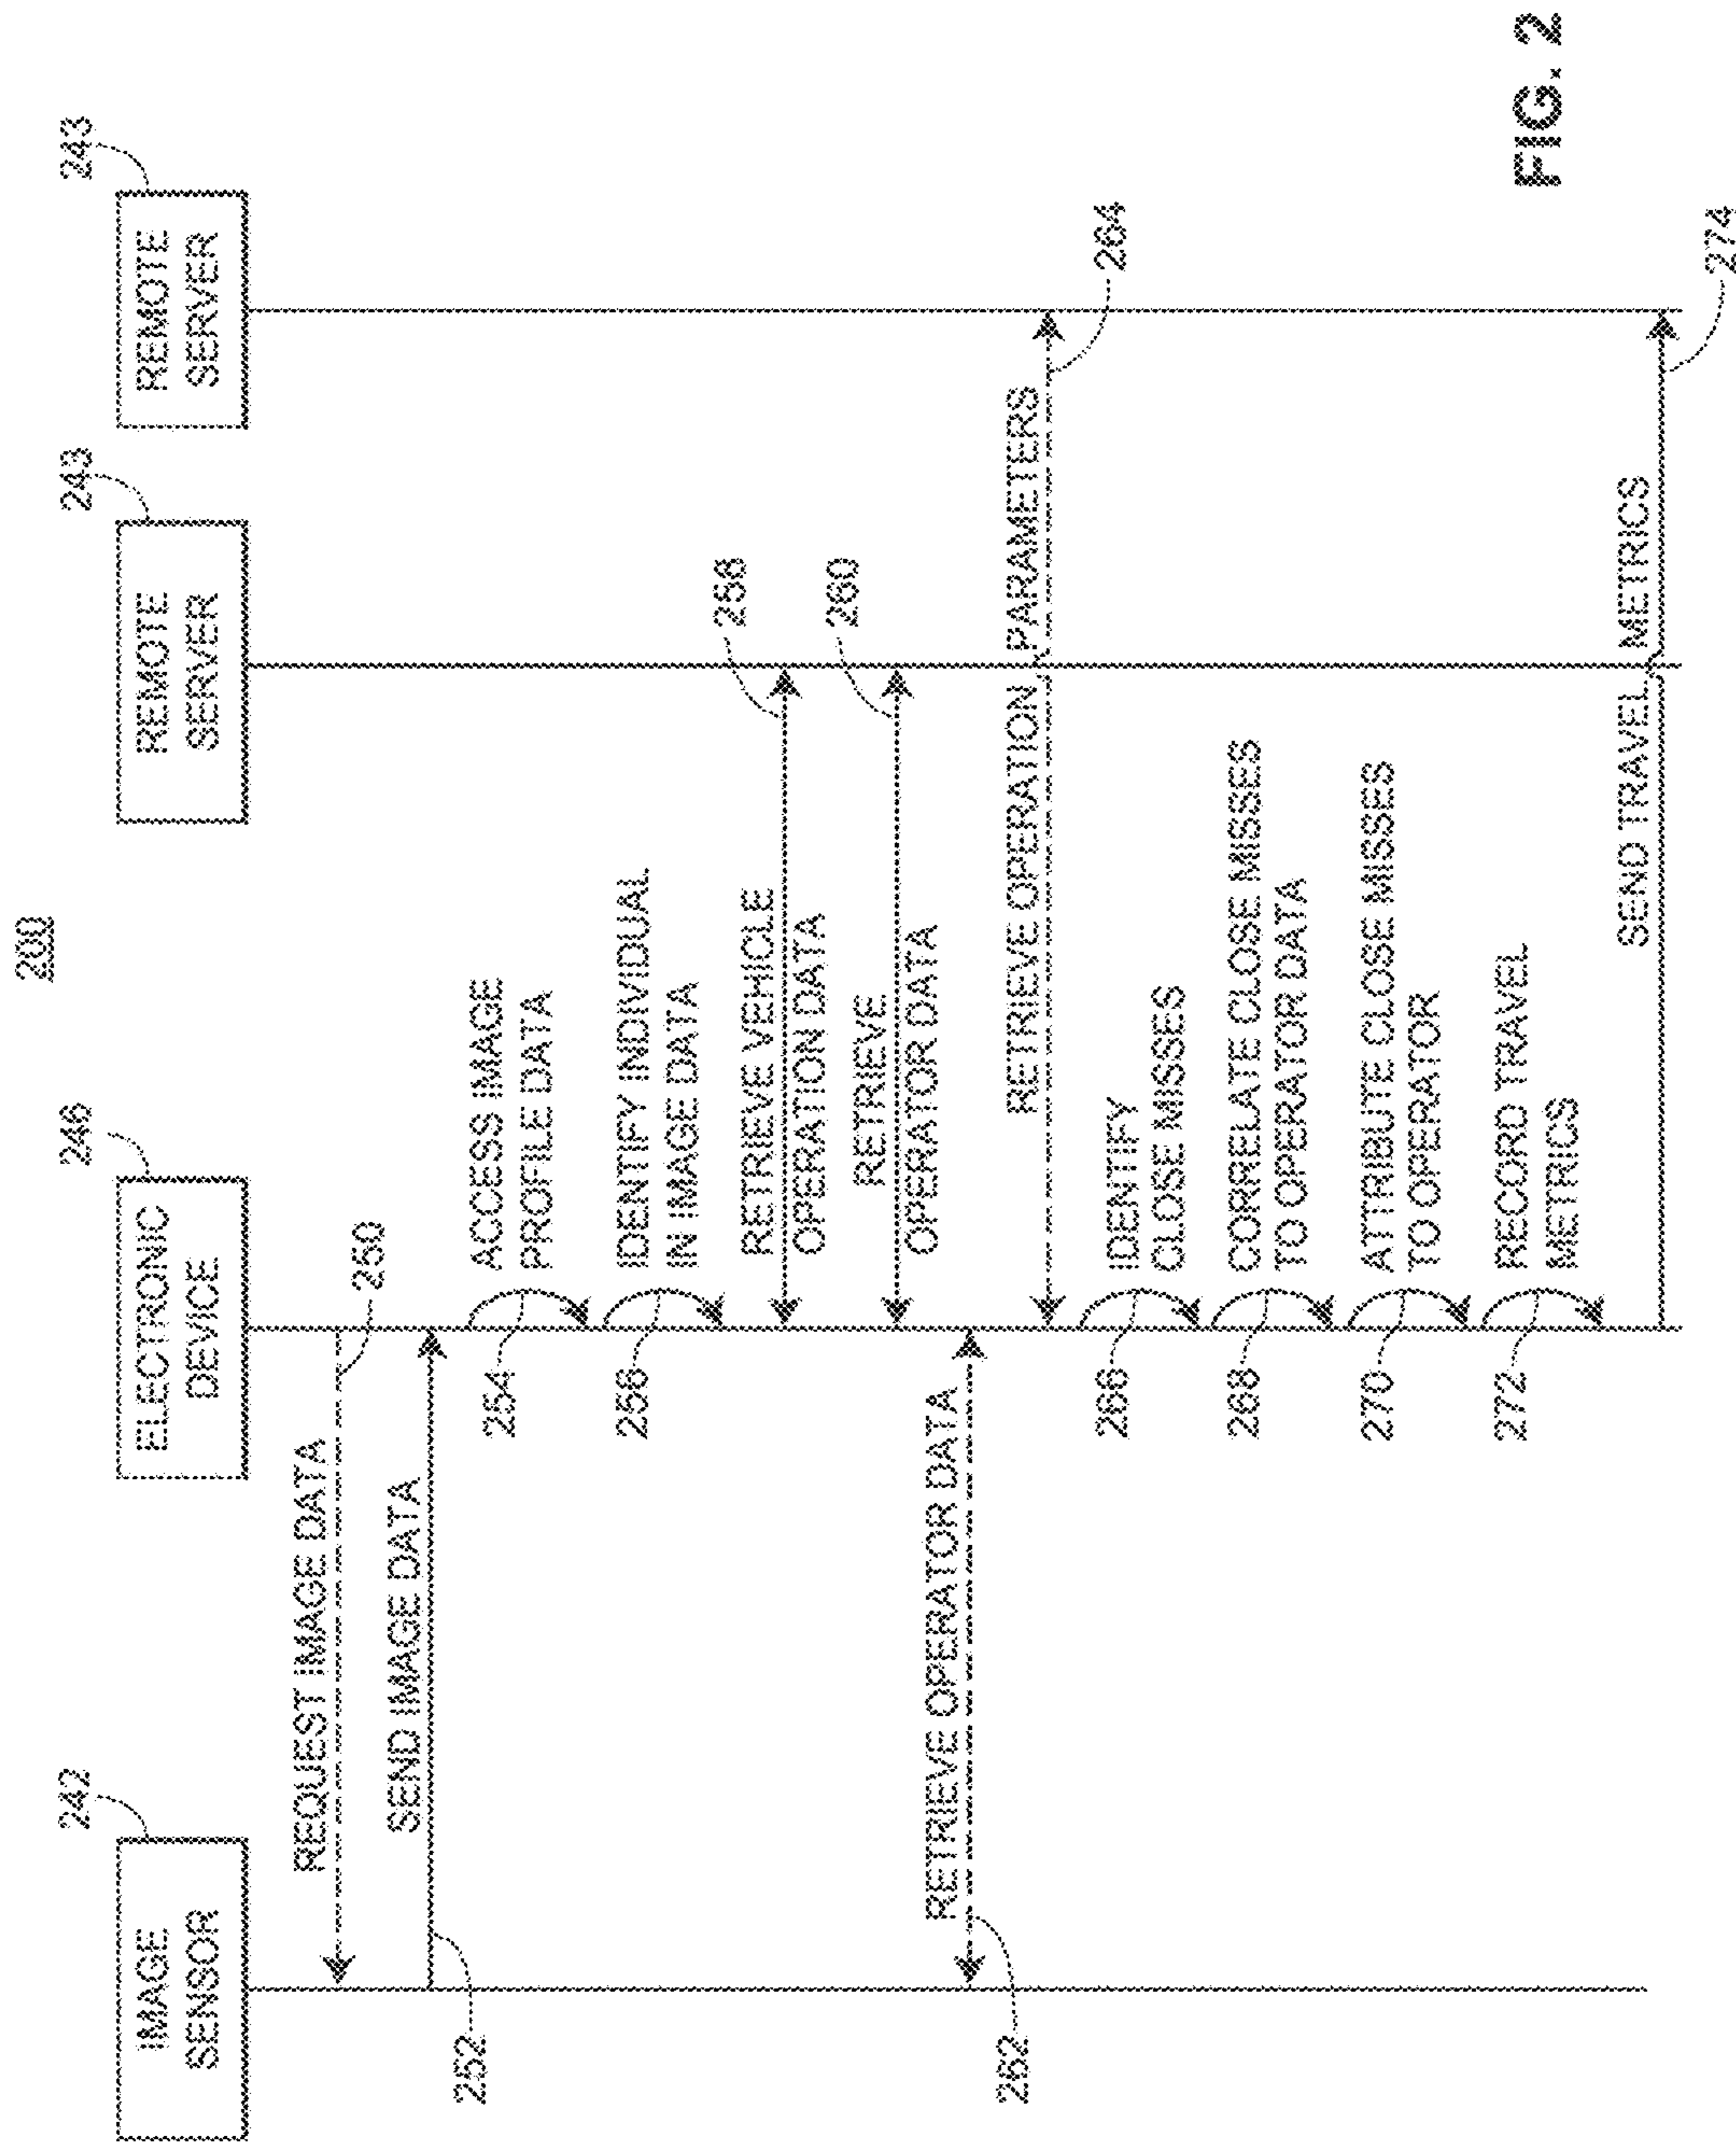 200
242
246
243
243
IMAGE
SENSOR
ELECTRONIC
DEVICE
REMOTE
SERVER
REMOTE
SERVER
REQUEST IMAGE DATA
250
SEND IMAGE DATA
252
254
ACCESS IMAGE
PROFILE DATA
256
IDENTIFY INDIVIDUAL
IN IMAGE DATA
RETRIEVE VEHICLE
OPERATION DATA
258
RETRIEVE
OPERATOR DATA
260
RETRIEVE OPERATOR DATA
262
RETRIEVE OPERATION PARAMETERS
264
266
IDENTIFY
CLOSE MISSES
268
CORRELATE CLOSE MISSES
TO OPERATOR DATA
270
ATTRIBUTE CLOSE MISSES
TO OPERATOR
272
RECORD TRAVEL
METRICS
SEND TRAVEL METRICS
274
FIG. 2